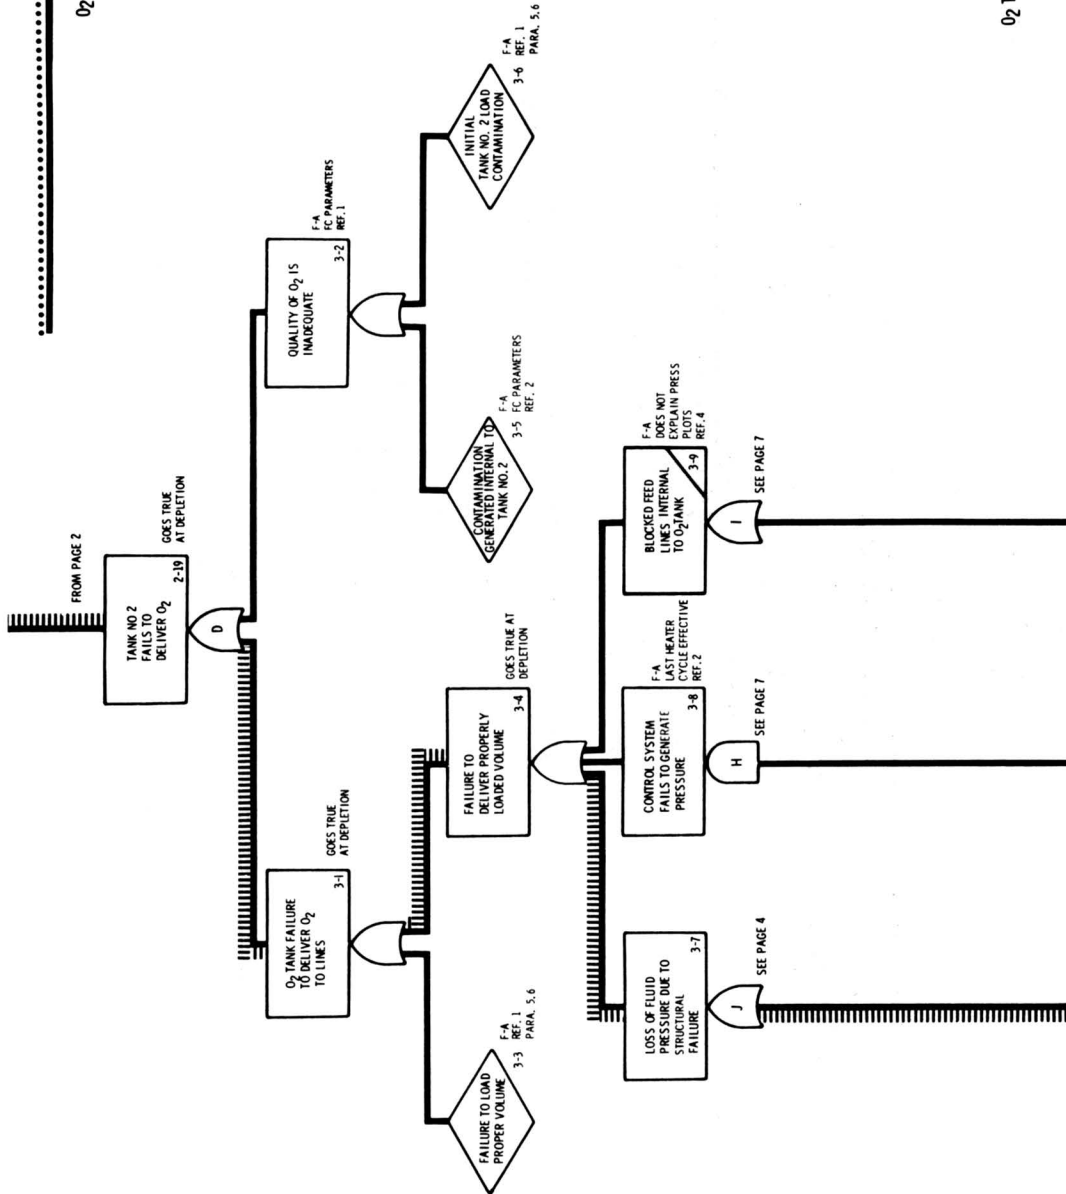 O2
FROM PAGE 2
TANK NO 2
FAILS TO
DELIVER O2
2-19
GOES TRUE
AT DEPLETION
D
O2 TANK FAILURE
TO DELIVER O2
TO LINES
3-1
GOES TRUE
AT DEPLETION
QUALITY OF O2 IS
INADEQUATE
3-2
F-A
FC PARAMETERS
REF. 1
FAILURE TO LOAD
PROPER VOLUME
3-3
F-A
REF. 1
PARA. 5.6
FAILURE TO
DELIVER PROPERLY
LOADED VOLUME
3-4
GOES TRUE AT
DEPLETION
CONTAMINATION
GENERATED INTERNAL TO
TANK NO. 2
3-5
F-A
FC PARAMETERS
REF. 2
INITIAL
TANK NO. 2 LOAD
CONTAMINATION
3-6
F-A
REF. 1
PARA. 5.6
LOSS OF FLUID
PRESSURE DUE TO
STRUCTURAL
FAILURE
3-7
J
SEE PAGE 4
CONTROL SYSTEM
FAILS TO GENERATE
PRESSURE
3-8
F-A
LAST HEATER
CYCLE EFFECTIVE
REF. 2
H
SEE PAGE 7
BLOCKED FEED
LINES INTERNAL
TO O2 TANK
3-9
F-A
DOES NOT
EXPLAIN PRESS
PLOTS
REF. 4
I
SEE PAGE 7
O2